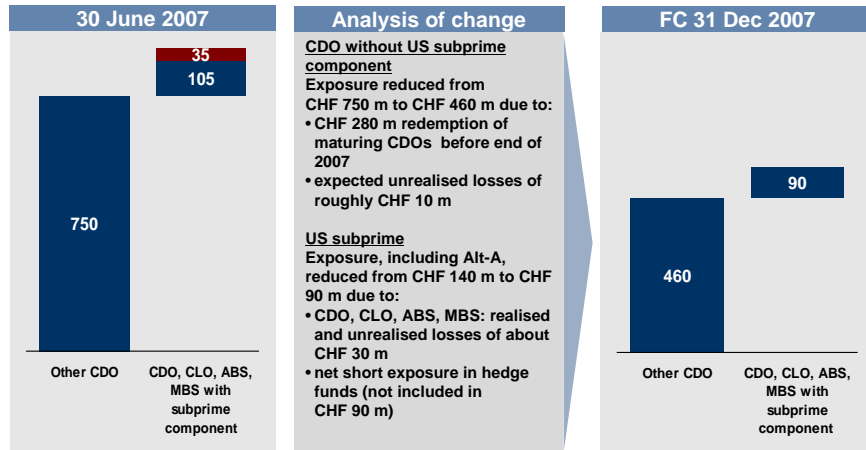 30 June 2007
35
105
750
Other CDO
CDO, CLO, ABS,
MBS with
subprime
component
Analysis of change
CDO without US subprime
component
Exposure reduced from
CHF 750 m to CHF 460 m due to:
• CHF 280 m redemption of
maturing CDOs before end of
2007
• expected unrealised losses of
roughly CHF 10 m
US subprime
Exposure, including Alt-A,
reduced from CHF 140 m to CHF
90 m due to:
• CDO, CLO, ABS, MBS: realised
and unrealised losses of about
CHF 30 m
• net short exposure in hedge
funds (not included in
CHF 90 m)
FC 31 Dec 2007
90
460
Other CDO
CDO, CLO, ABS,
MBS with
subprime
component